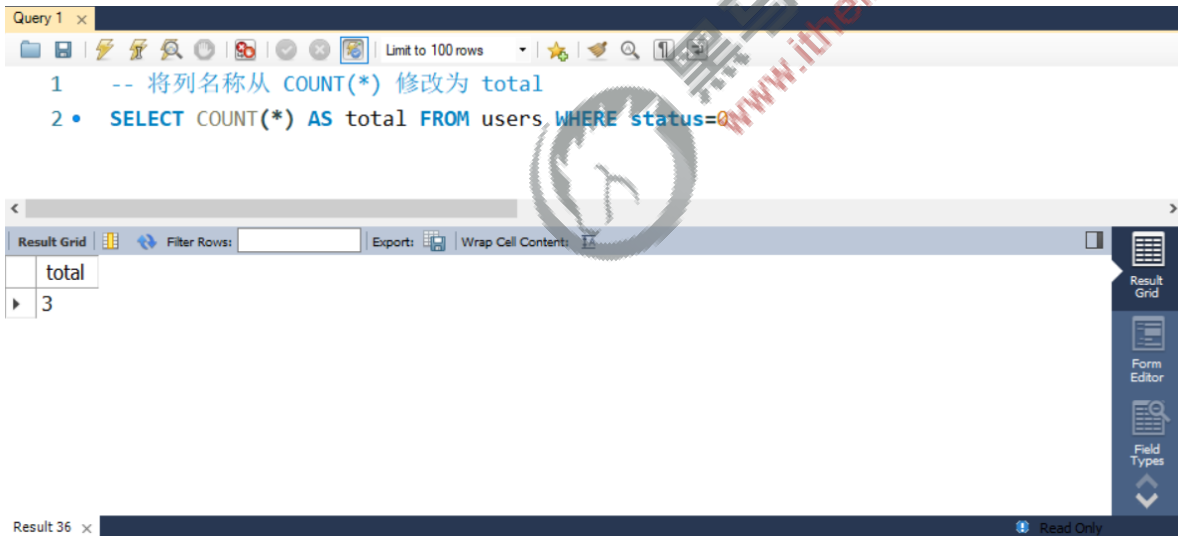 Query 1
Limit to 100 rows
1 -- 将列名称从 COUNT(*) 修改为 total
2 SELECT COUNT(*) AS total FROM users WHERE status=0
Result Grid Filter Rows: Export: Wrap Cell Content:
total
3
Result
Grid
Form
Editor
Field
Types
Result 36
Read Only